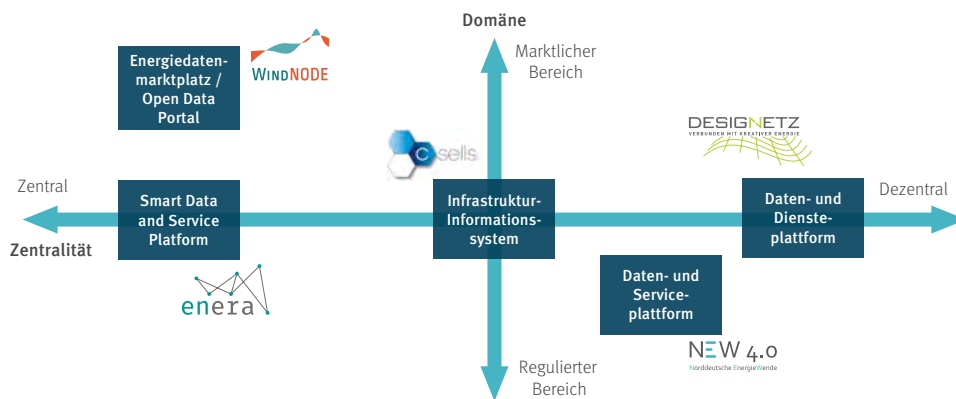 Domäne
Marktlicher
Bereich
Energiedaten-
marktplatz /
Open Data
Portal
WINDNODE
DESIGNETZ
VERBUNDEN MIT KREATIVER ENERGIE
c sells
Zentral
Zentralität
Smart Data
and Service
Platform
Infrastruktur-
Informations-
system
Daten- und
Dienste-
plattform
Dezentral
enera
Daten- und
Service-
plattform
NEW 4.0
Norddeutsche EnergieWende
Regulierter
Bereich